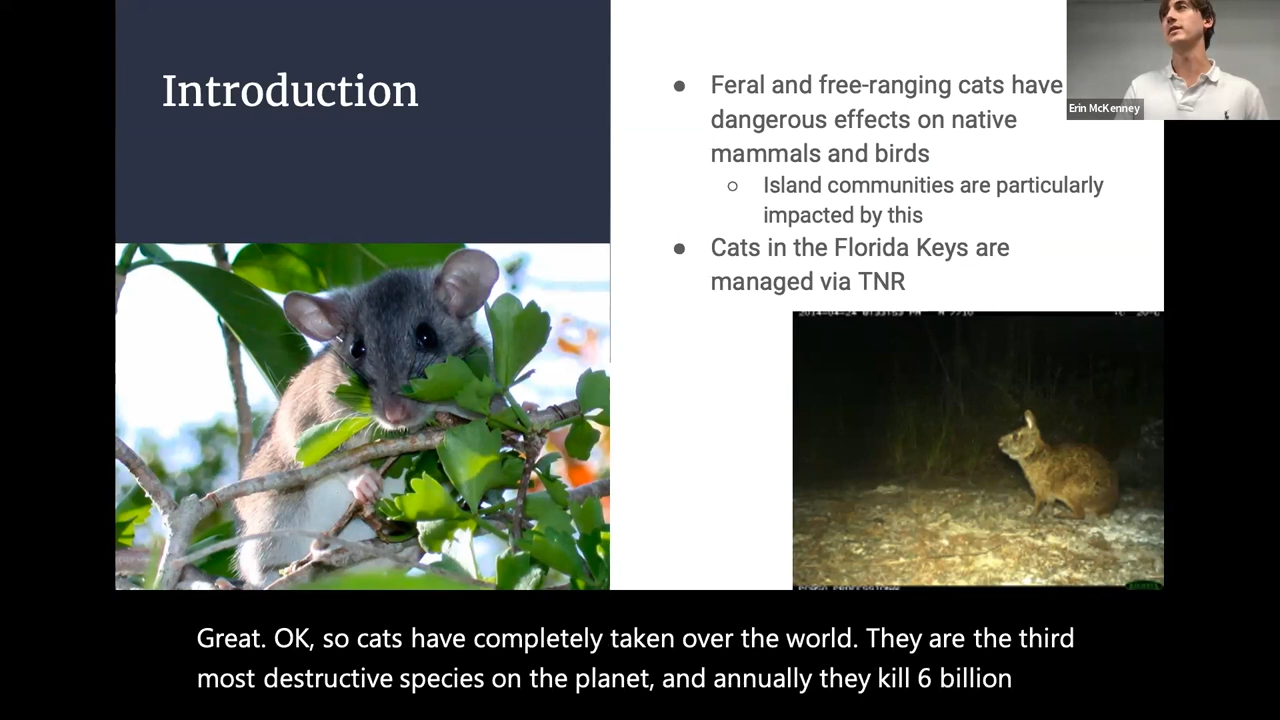 Introduction
● Feral and free-ranging cats have
dangerous effects on native
mammals and birds
○ Island communities are particularly
impacted by this
● Cats in the Florida Keys are
managed via TNR
Erin McKenney
Great. OK, so cats have completely taken over the world. They are the third
most destructive species on the planet, and annually they kill 6 billion